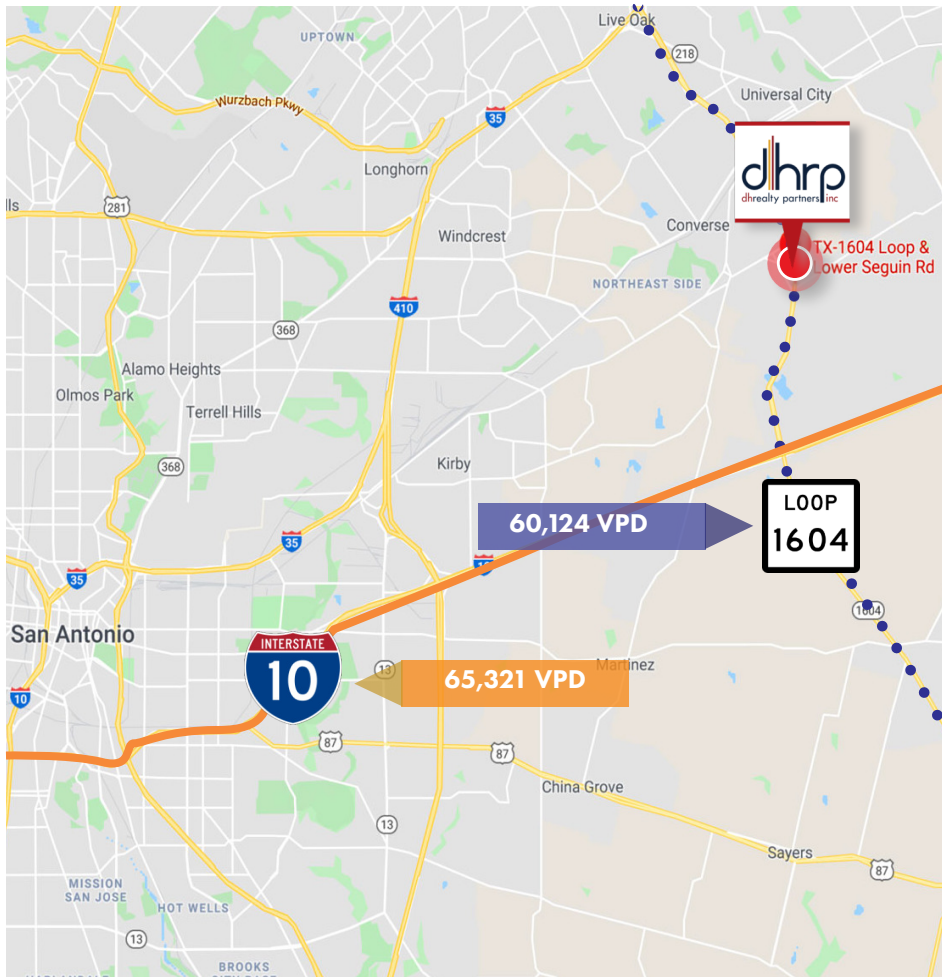 Live Oak
UPTOWN
218
Universal City
Wurzbach Pkwy
35
dhrp
dhrealty partners inc
Longhorn
lls
281
Converse
Windcrest
TX-1604 Loop &
Lower Seguin Rd
NORTHEAST SIDE
410
368
Alamo Heights
Olmos Park
Terrell Hills
Kirby
368
LOOP
1604
60,124 VPD
35
10
35
1604
San Antonio
INTERSTATE
10
13
Martinez
65,321 VPD
10
87
87
China Grove
13
Sayers
87
MISSION
SAN JOSE
HOT WELLS
13
BROOKS